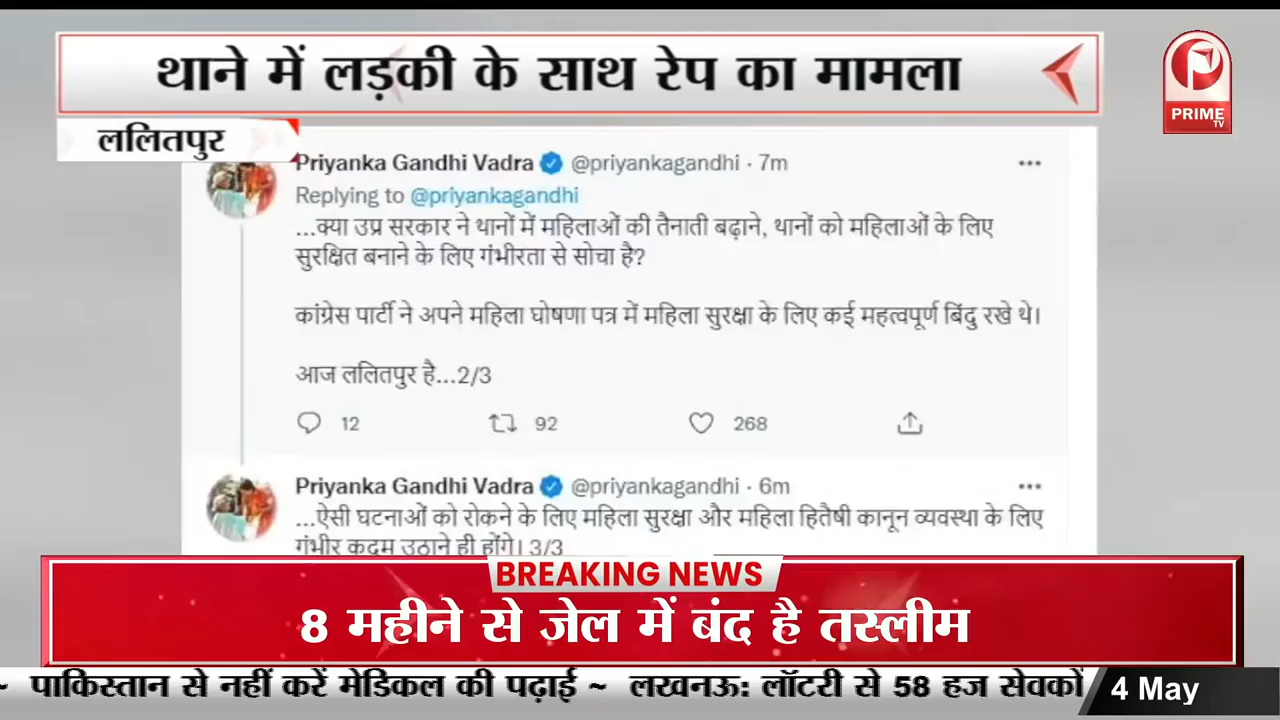 थाने में लड़की के साथ रेप का मामला
PRIME
TV
ललितपुर
Priyanka Gandhi Vadra @priyankagandhi · 7m
Replying to @priyankagandhi
...क्या उप्र सरकार ने थानों में महिलाओं की तैनाती बढ़ाने, थानों को महिलाओं के लिए
सुरक्षित बनाने के लिए गंभीरता से सोचा है?
कांग्रेस पार्टी ने अपने महिला घोषणा पत्र में महिला सुरक्षा के लिए कई महत्वपूर्ण बिंदु रखे थे।
आज ललितपुर है...2/3
12 92 268
Priyanka Gandhi Vadra @priyankagandhi · 6m
...ऐसी घटनाओं को रोकने के लिए महिला सुरक्षा और महिला हितैषी कानून व्यवस्था के लिए
गंभीर कदम उठाने ही होंगे। 3/3
BREAKING NEWS
8 महीने से जेल में बंद है तस्लीम
~ पाकिस्तान से नहीं करें मेडिकल की पढ़ाई ~ लखनऊ: लॉटरी से 58 हज सेवकों
4 May